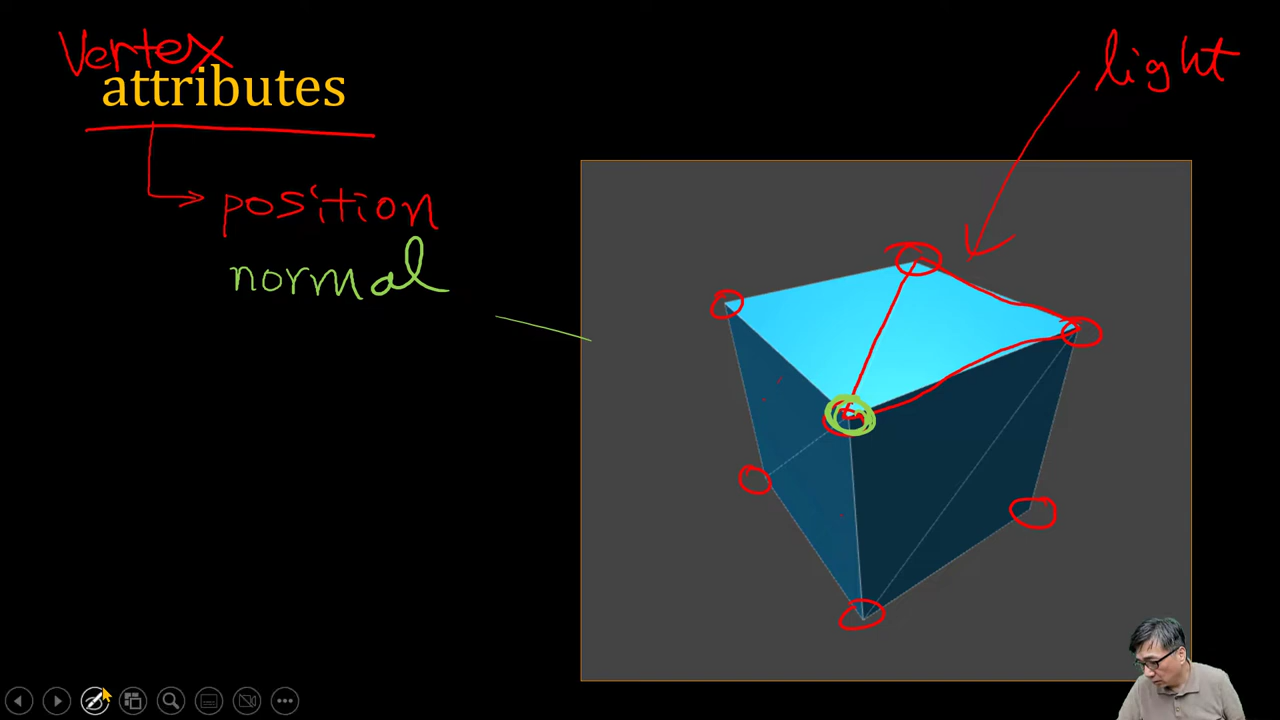 Vertex
attributes
position
normal
light